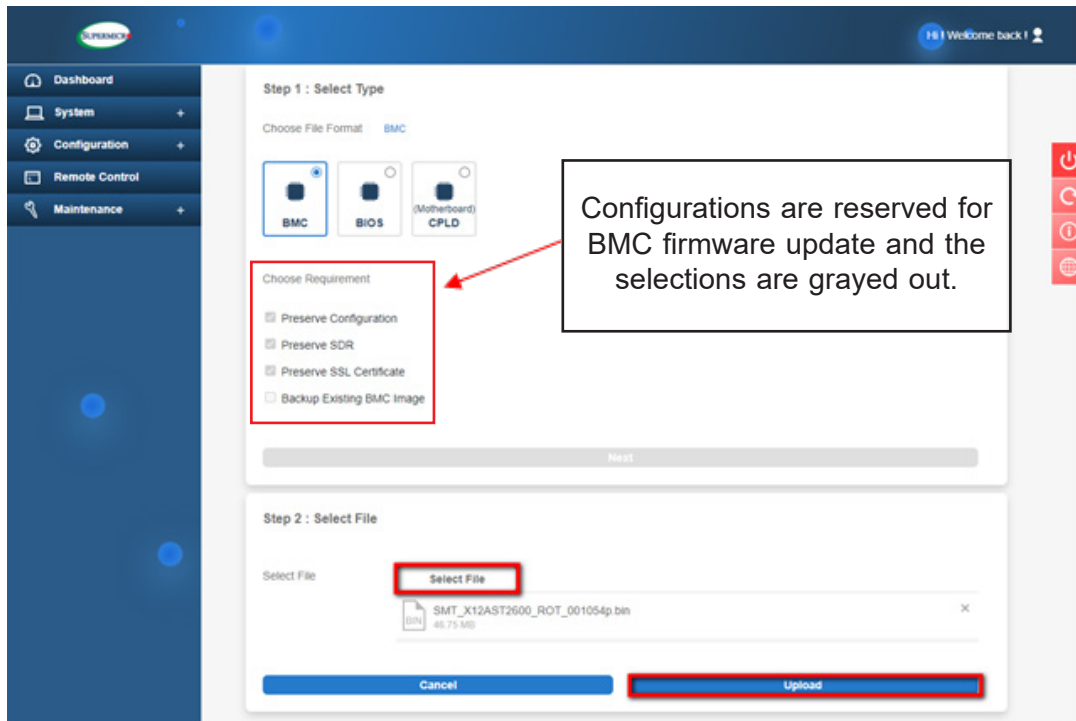 SUPERMICR
Hi ! Welcome back !
Dashboard
System +
Configuration +
Remote Control
Maintenance +
Step 1 : Select Type
Choose File Format BMC
BMC
BIOS
(Motherboard)
CPLD
Configurations are reserved for
BMC firmware update and the
selections are grayed out.
Choose Requirement
Preserve Configuration
Preserve SDR
Preserve SSL Certificate
Backup Existing BMC Image
Next
Step 2 : Select File
Select File
Select File
BIN
SMT_X12AST2600_ROT_001054p.bin
46.75 MB
Cancel
Upload